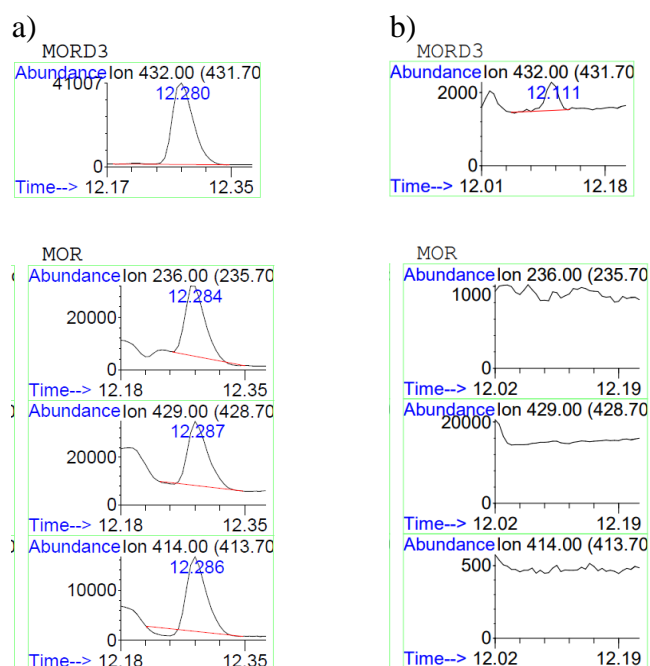 a)
MORD3
Abundance Ion 432.00 (431.70
41007
12.280
0
Time--> 12.17 12.35
MOR
Abundance Ion 236.00 (235.70
12.284
20000
0
Time--> 12.18 12.35
Abundance Ion 429.00 (428.70
12.287
20000
0
Time--> 12.18 12.35
Abundance Ion 414.00 (413.70
12.286
10000
0
Time--> 12.18 12.35
b)
MORD3
Abundance Ion 432.00 (431.70
2000
12.111
0
Time--> 12.01 12.18
MOR
Abundance Ion 236.00 (235.70
1000
0
Time--> 12.02 12.19
Abundance Ion 429.00 (428.70
20000
0
Time--> 12.02 12.19
Abundance Ion 414.00 (413.70
500
0
Time--> 12.02 12.19